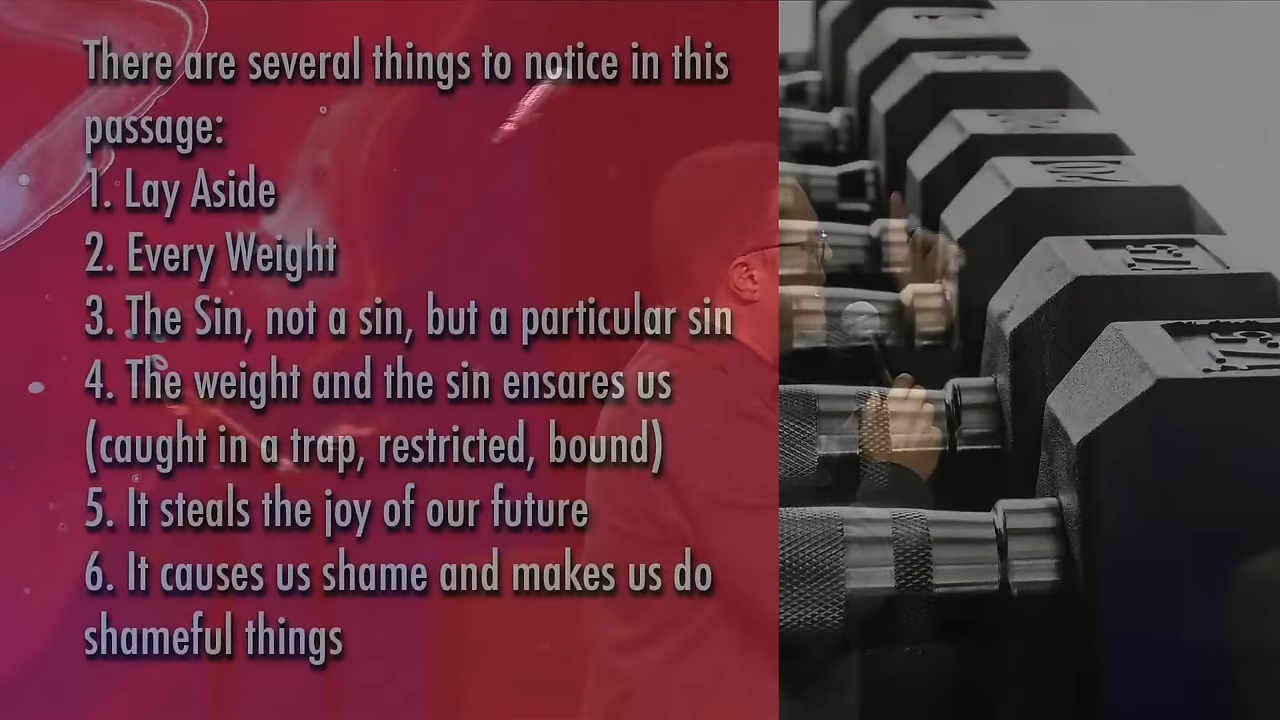 There are several things to notice in this
passage:
1. Lay Aside
2. Every Weight
3. The Sin, not a sin, but a particular sin
4. The weight and the sin ensares us
(caught in a trap, restricted, bound)
5. It steals the joy of our future
6. It causes us shame and makes us do
shameful things
20